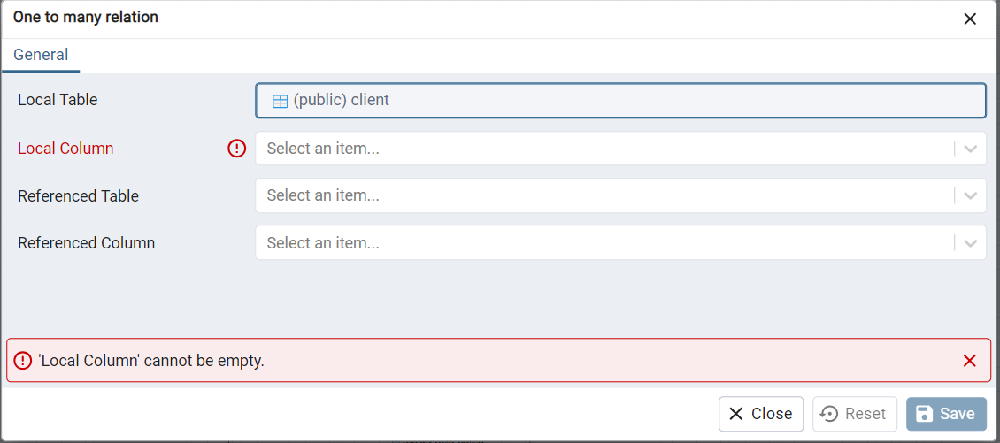 One to many relation
General
Local Table
(public) client
Local Column
Select an item...
Referenced Table
Select an item...
Referenced Column
Select an item...
'Local Column' cannot be empty.
Close
Reset
Save